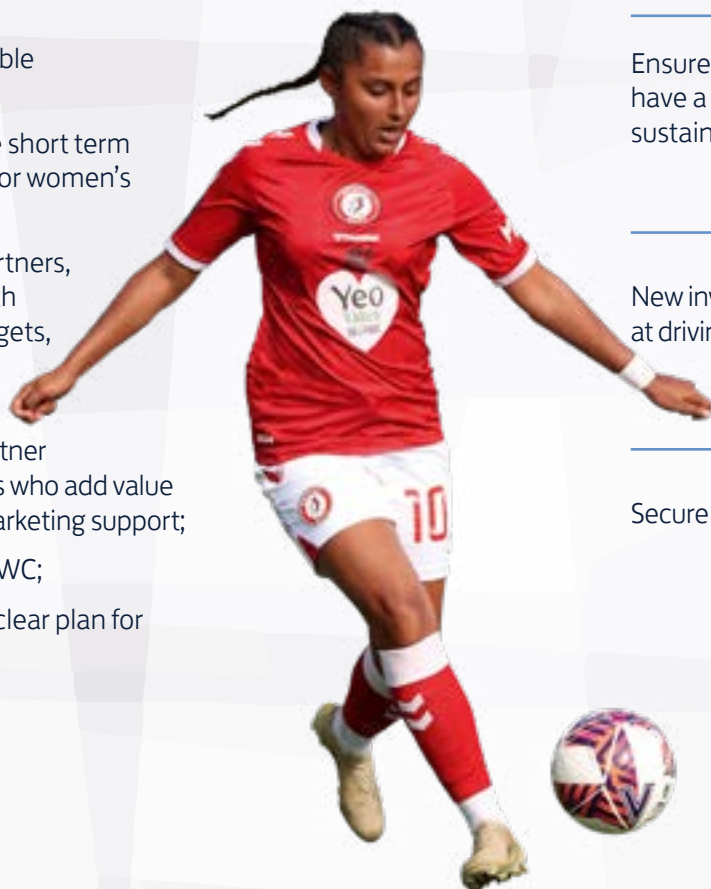 ble
short term
or women's
rtners,
th
gets,
tner
s who add value
arketing support;
WC;
clear plan for
Yeo
10
Ensure
have a
sustain
New inv
at drivin
Secure